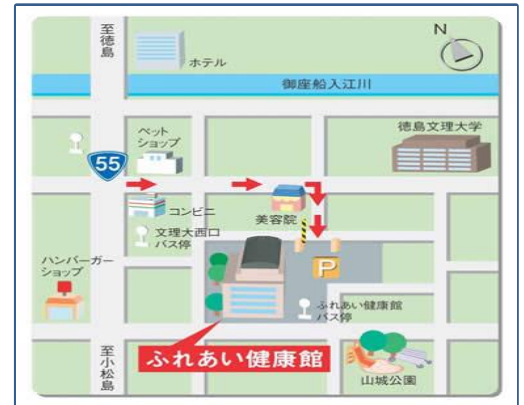 至徳島
N
ホテル
御座船入江川
徳島文理大学
ペット
ショップ
55
コンビニ
美容院
文理大西口
バス停
ハンバーガー
ショップ
P
ふれあい健康館
バス停
至小松島
ふれあい健康館
山城公園